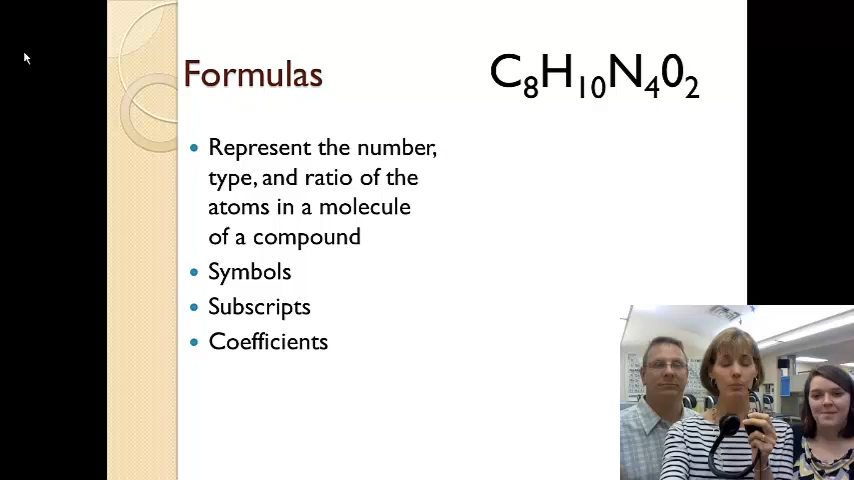 Formulas
C₈H₁₀N₄0₂
• Represent the number,
type, and ratio of the
atoms in a molecule
of a compound
• Symbols
• Subscripts
• Coefficients